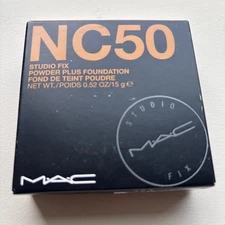 NC50
STUDIO FIX
POWDER PLUS FOUNDATION
FOND DE TEINT POUDRE
NET WT./POIDS 0.52 OZ/15 g e
STUDIO
MAC
FIX
MAC